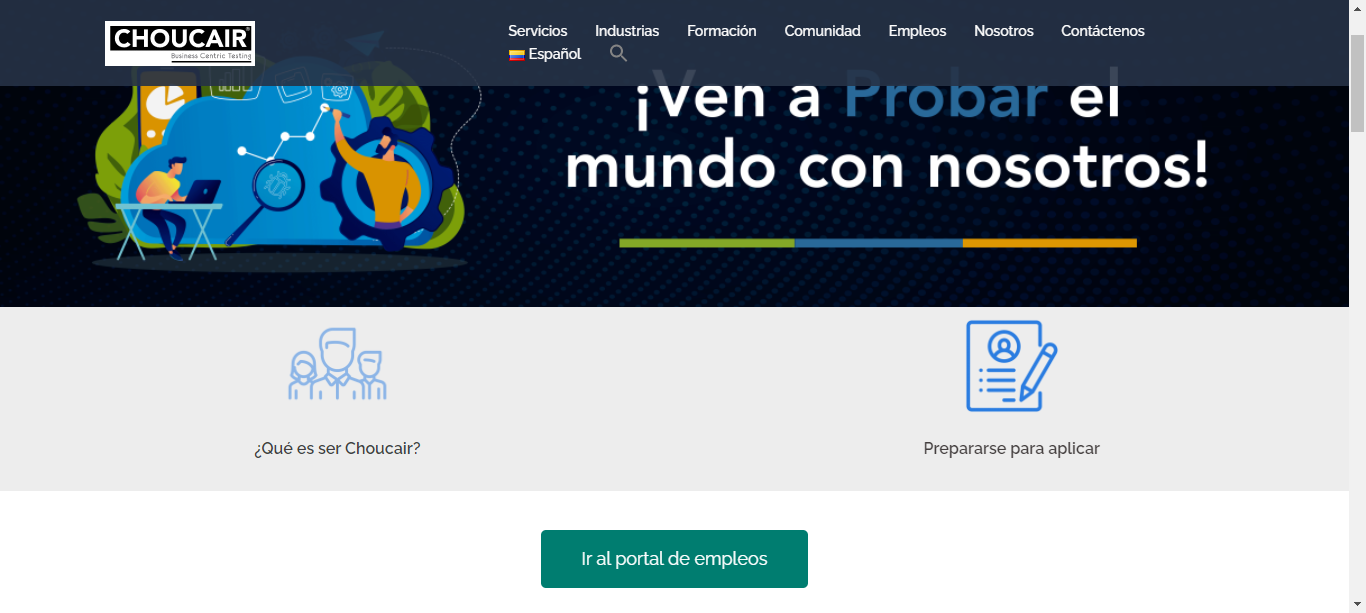 CHOUCAIR
Business Centric Testing
Servicios Industrias Formación Comunidad Empleos Nosotros Contáctenos
Español
¡Ven a Probar el
mundo con nosotros!
¿Qué es ser Choucair?
Prepararse para aplicar
Ir al portal de empleos